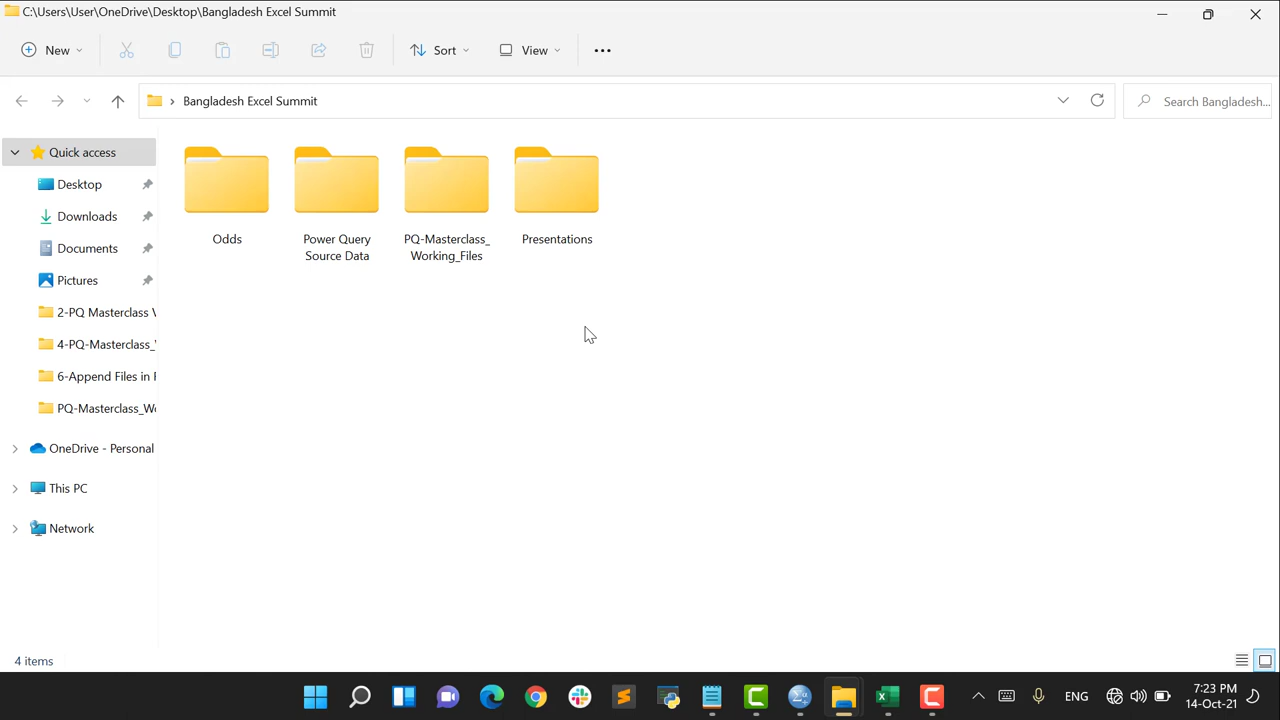 C:\Users\User\OneDrive\Desktop\Bangladesh Excel Summit
New
Sort
View
Bangladesh Excel Summit
Search Bangladesh...
Quick access
Desktop
Downloads
Documents
Pictures
2-PQ Masterclass
4-PQ-Masterclass_
6-Append Files in
PQ-Masterclass_W
OneDrive - Personal
This PC
Network
Odds
Power Query
Source Data
PQ-Masterclass_
Working_Files
Presentations
4 items
ENG
7:23 PM
14-Oct-21